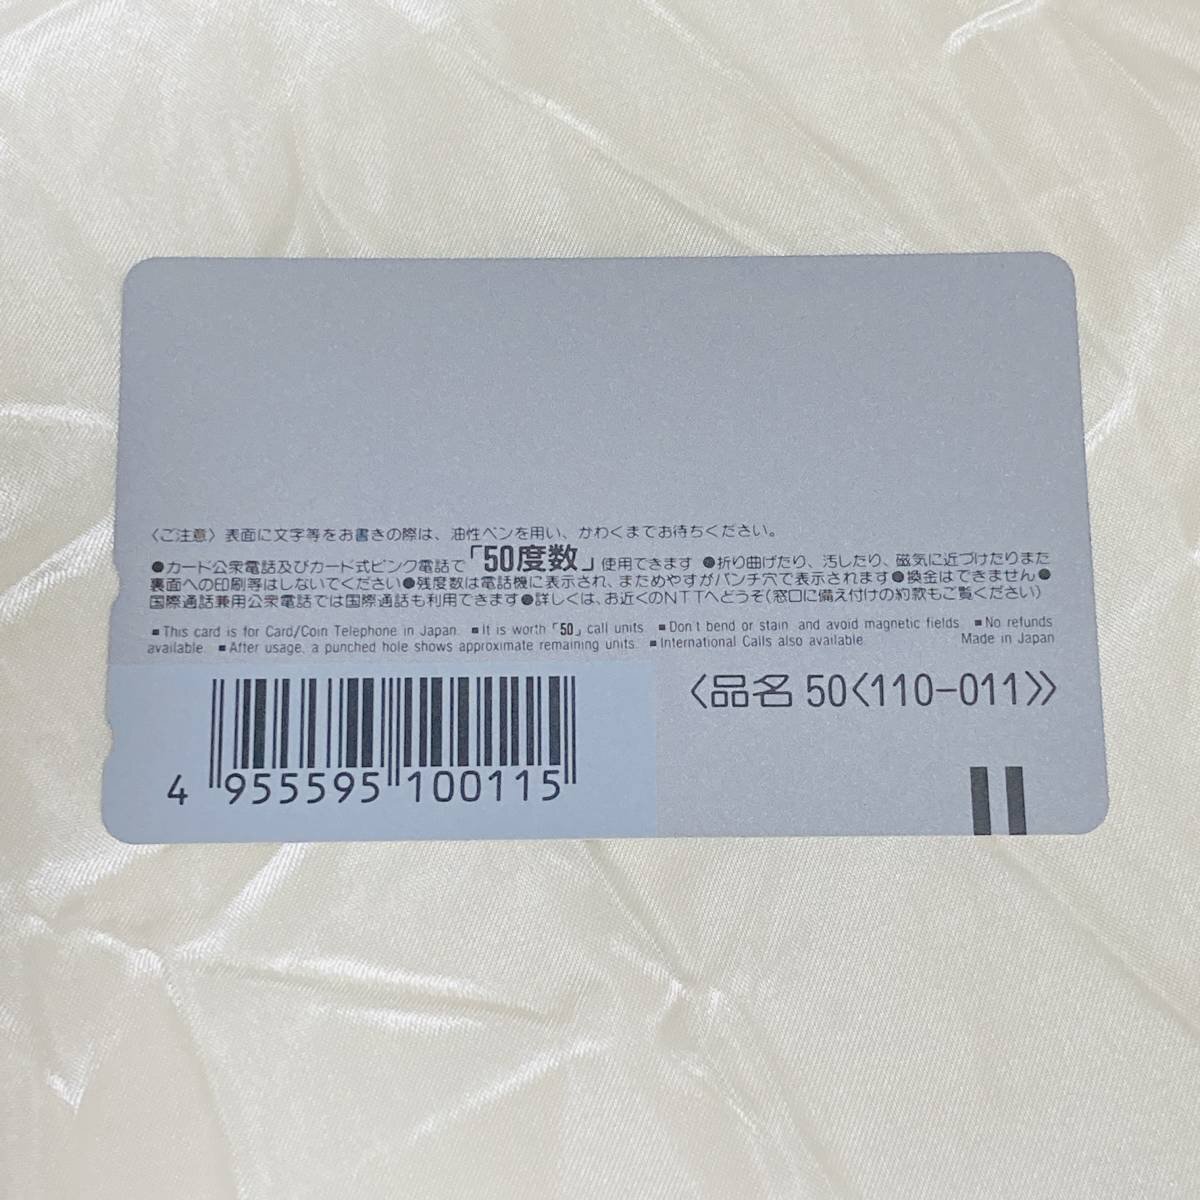 〈ご注意〉表面に文字等をお書きの際は、油性ペンを用い、かわくまでお待ちください。
●カード公衆電話及びカード式ピンク電話で「50度数」使用できます ●折り曲げたり、汚したり、磁気に近づけたりまた
裏面への印刷等はしないでください●残度数は電話機に表示され、まためやすがパンチ穴で表示されます●換金はできません●
国際通話兼用公衆電話では国際通話も利用できます●詳しくは、お近くのNTTへどうぞ(窓口に備え付けの約款もご覧ください)
■This card is for Card/Coin Telephone in Japan. ■It is worth「50」call units. ■Don't bend or stain, and avoid magnetic fields. ■No refunds
available. ■After usage, a punched hole shows approximate remaining units. ■International Calls also available. Made in Japan
〈品名 50〈110-011〉〉
4 955595 100115